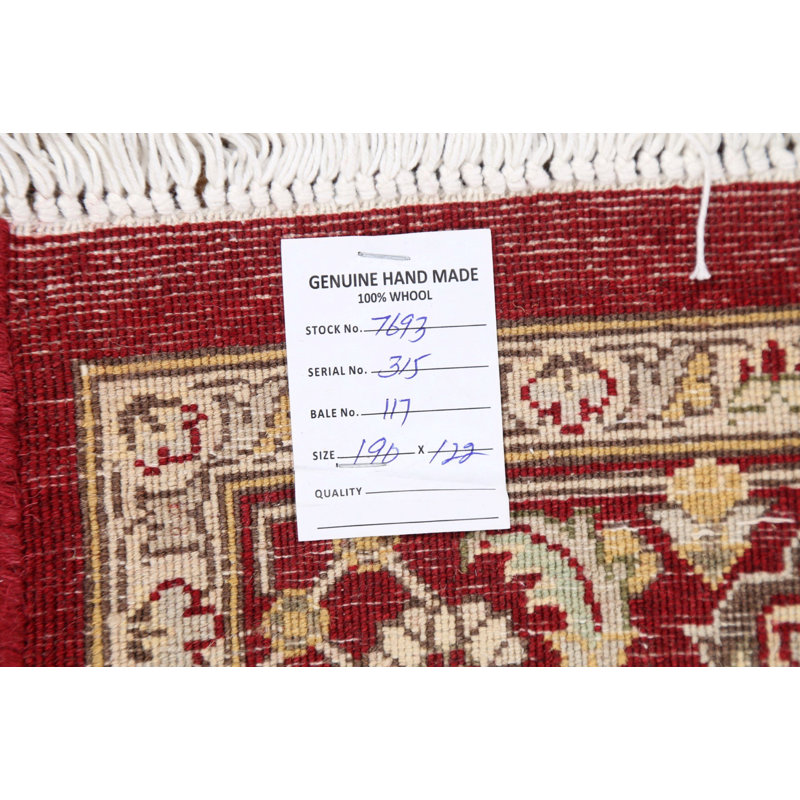 GENUINE HAND MADE
100% WHOOL
STOCK No. 7693
SERIAL No. 315
BALE No. 117
SIZE 190 X 122
QUALITY